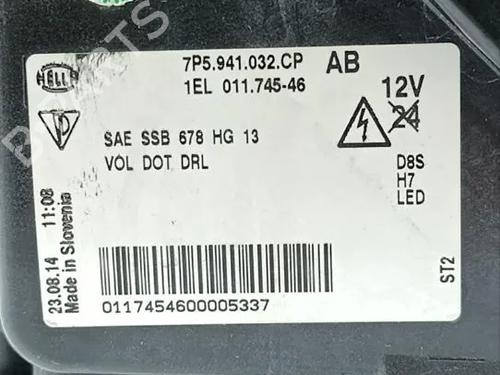 HELLA
7P5.941.032.CP AB
1EL 011.745-46
12V
24
SAE SSB 678 HG 13
VOL DOT DRL
D8S
H7
LED
23.08.14 11:08
Made in Slovenia
ST2
0117454600005337